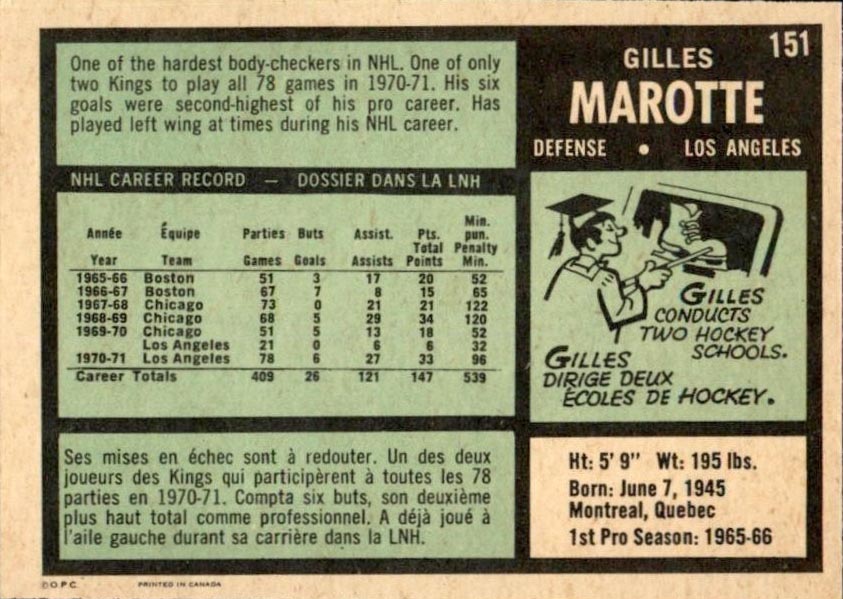 151
GILLES
MAROTTE
DEFENSE • LOS ANGELES
One of the hardest body-checkers in NHL. One of only
two Kings to play all 78 games in 1970-71. His six
goals were second-highest of his pro career. Has
played left wing at times during his NHL career.
NHL CAREER RECORD — DOSSIER DANS LA LNH
Année Équipe Parties Buts Assist. Pts. Total Min. pun. Penalty
Year Team Games Goals Assists Points Min.
1965-66 Boston 51 3 17 20 52
1966-67 Boston 67 7 8 15 65
1967-68 Chicago 73 0 21 21 122
1968-69 Chicago 68 5 29 34 120
1969-70 Chicago 51 5 13 18 52
Los Angeles 21 0 6 6 32
1970-71 Los Angeles 78 6 27 33 96
Career Totals 409 26 121 147 539
Ses mises en échec sont à redouter. Un des deux
joueurs des Kings qui participèrent à toutes les 78
parties en 1970-71. Compta six buts, son deuxième
plus haut total comme professionnel. A déjà joué à
l'aile gauche durant sa carrière dans la LNH.
GILLES
CONDUCTS
TWO HOCKEY
SCHOOLS.
GILLES
DIRIGE DEUX
ÉCOLES DE HOCKEY.
Ht: 5' 9" Wt: 195 lbs.
Born: June 7, 1945
Montreal, Quebec
1st Pro Season: 1965-66
©O.P.C. PRINTED IN CANADA